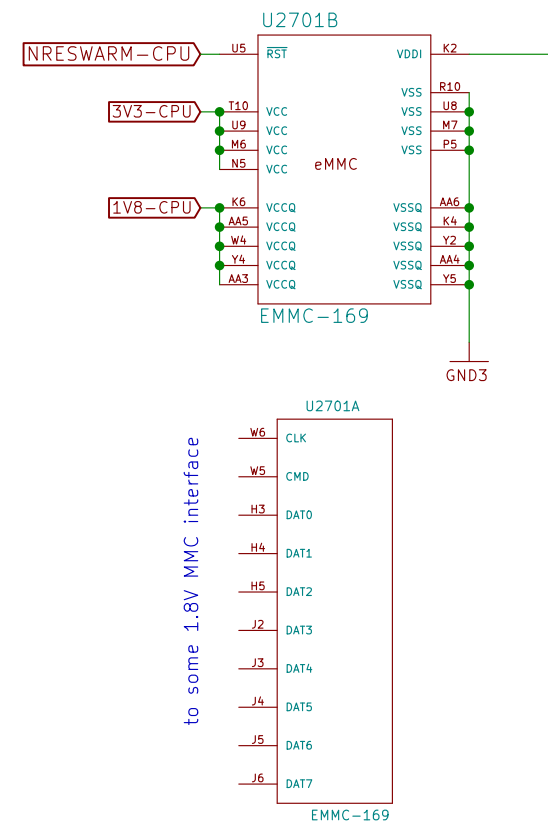 U2701B
NRESWARM-CPU U5 RST VDDI K2
VSS R10
3V3-CPU T10 VCC VSS U8
U9 VCC VSS M7
M6 VCC VSS P5
N5 VCC
eMMC
1V8-CPU K6 VCCQ VSSQ AA6
AA5 VCCQ VSSQ K4
W4 VCCQ VSSQ Y2
Y4 VCCQ VSSQ AA4
AA3 VCCQ VSSQ Y5
EMMC-169
GND3
U2701A
to some 1.8V MMC interface
W6 CLK
W5 CMD
H3 DAT0
H4 DAT1
H5 DAT2
J2 DAT3
J3 DAT4
J4 DAT5
J5 DAT6
J6 DAT7
EMMC-169